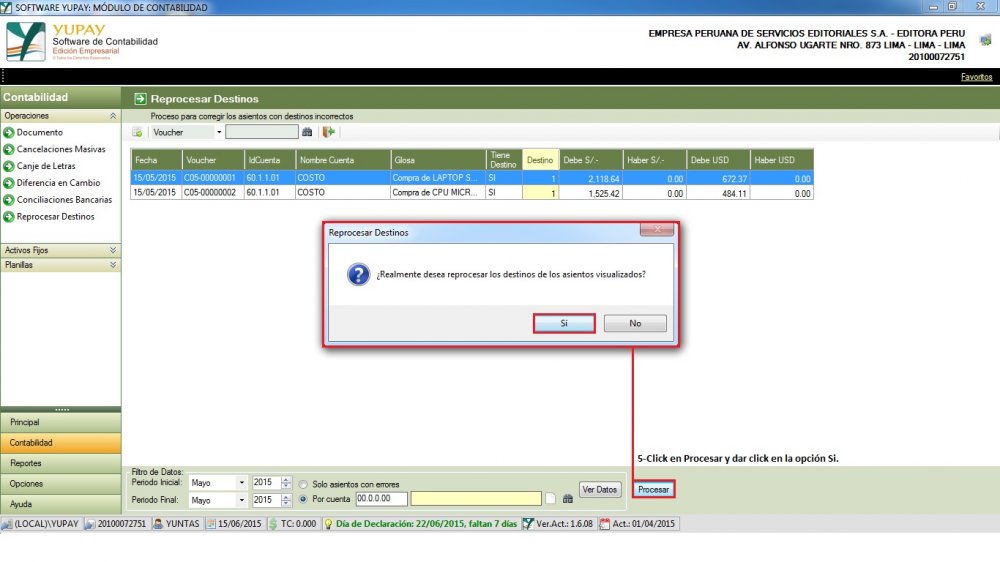 SOFTWARE YUPAY: MÓDULO DE CONTABILIDAD
YUPAY
Software de Contabilidad
Edición Empresarial
© Todos los Derechos Reservados
EMPRESA PERUANA DE SERVICIOS EDITORIALES S.A. - EDITORA PERU
AV. ALFONSO UGARTE NRO. 873 LIMA - LIMA - LIMA
20100072751
Favoritos
Contabilidad
Operaciones
Documento
Cancelaciones Masivas
Canje de Letras
Diferencia en Cambio
Conciliaciones Bancarias
Reprocesar Destinos
Activos Fijos
Planillas
Principal
Contabilidad
Reportes
Opciones
Ayuda
Reprocesar Destinos
Proceso para corregir los asientos con destinos incorrectos
Voucher
Fecha Voucher IdCuenta Nombre Cuenta Glosa Tiene Destino Destino Debe S/.- Haber S/.- Debe USD Haber USD
15/05/2015 C05-00000001 60.1.1.01 COSTO Compra de LAPTOP S... SI 1 2,118.64 0.00 672.37 0.00
15/05/2015 C05-00000002 60.1.1.01 COSTO Compra de CPU MICR... SI 1 1,525.42 0.00 484.11 0.00
Reprocesar Destinos
¿Realmente desea reprocesar los destinos de los asientos visualizados?
Sí No
5-Click en Procesar y dar click en la opción Si.
Filtro de Datos:
Periodo Inicial: Mayo 2015 Solo asientos con errores
Periodo Final: Mayo 2015 Por cuenta 00.0.0.00
Ver Datos
Procesar
(LOCAL)\YUPAY 20100072751 YUNTAS 15/06/2015 TC: 0.000 Día de Declaración: 22/06/2015, faltan 7 días Ver.Act.: 1.6.08 Act.: 01/04/2015